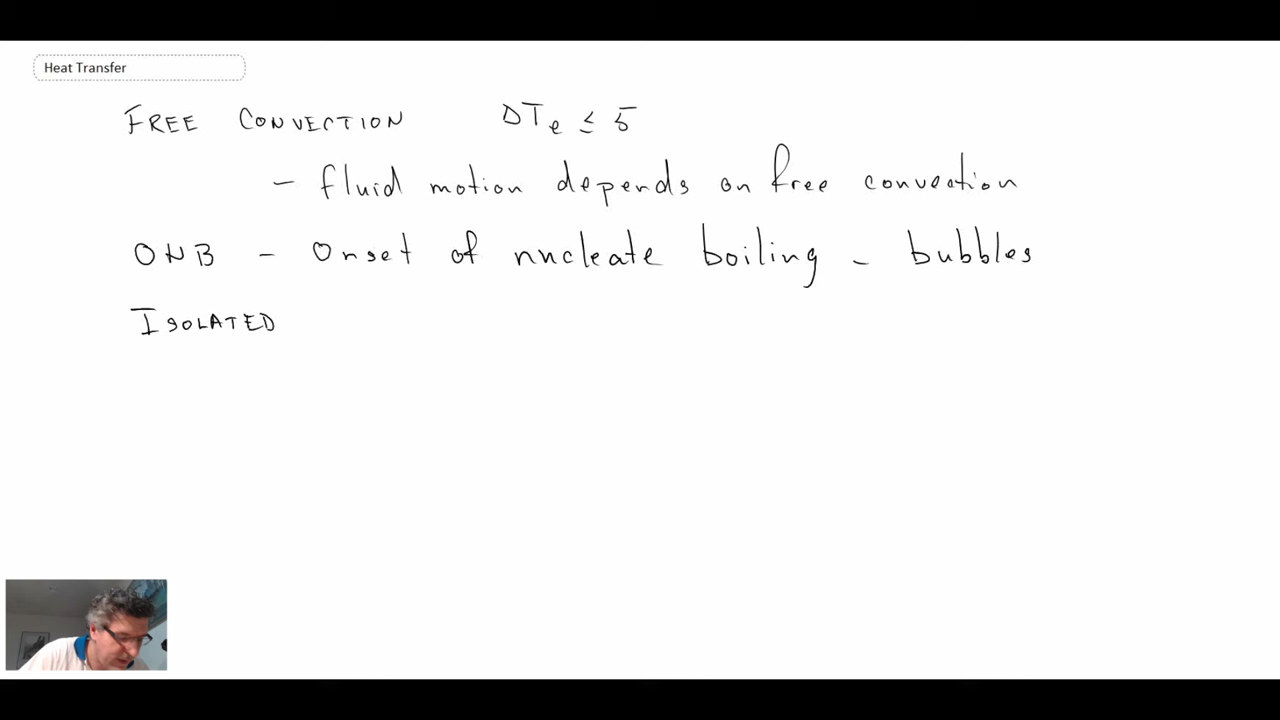 Heat Transfer
FREE CONVECTION ΔTe ≤ 5
- fluid motion depends on free convection
ONB - Onset of nucleate boiling - bubbles
ISOLATED